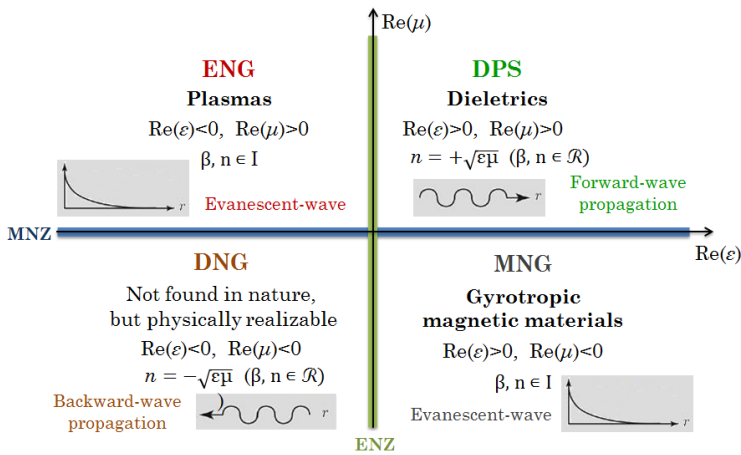 Re(μ)
ENG
Plasmas
Re(ε)<0, Re(μ)>0
β, n ∈ I
r
Evanescent-wave
DPS
Dieletrics
Re(ε)>0, Re(μ)>0
n = +√εμ (β, n ∈ ℛ)
r
Forward-wave
propagation
MNZ
Re(ε)
DNG
Not found in nature,
but physically realizable
Re(ε)<0, Re(μ)<0
n = −√εμ (β, n ∈ ℛ)
Backward-wave
propagation
)
r
MNG
Gyrotropic
magnetic materials
Re(ε)>0, Re(μ)<0
β, n ∈ I
Evanescent-wave
r
ENZ